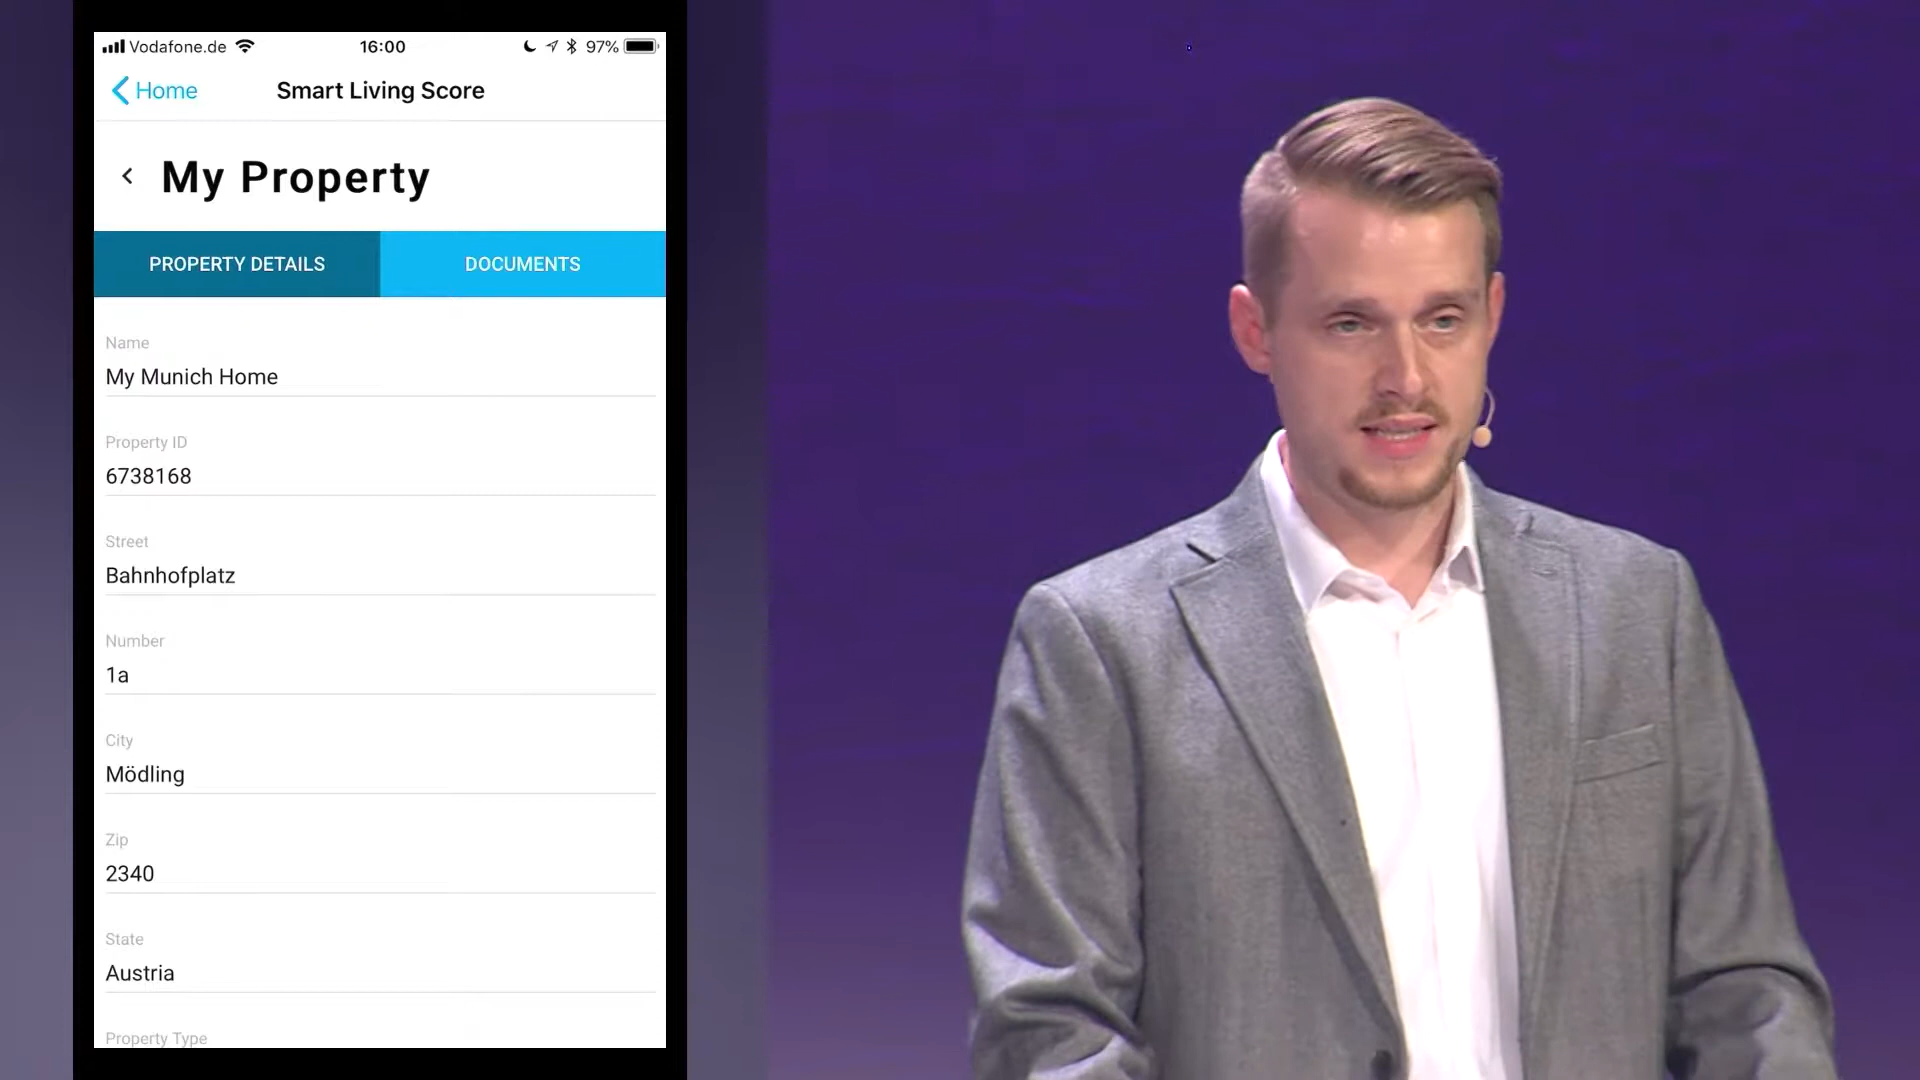 Vodafone.de 16:00 97%
Home Smart Living Score
My Property
PROPERTY DETAILS DOCUMENTS
Name
My Munich Home
Property ID
6738168
Street
Bahnhofplatz
Number
1a
City
Mödling
Zip
2340
State
Austria
Property Type